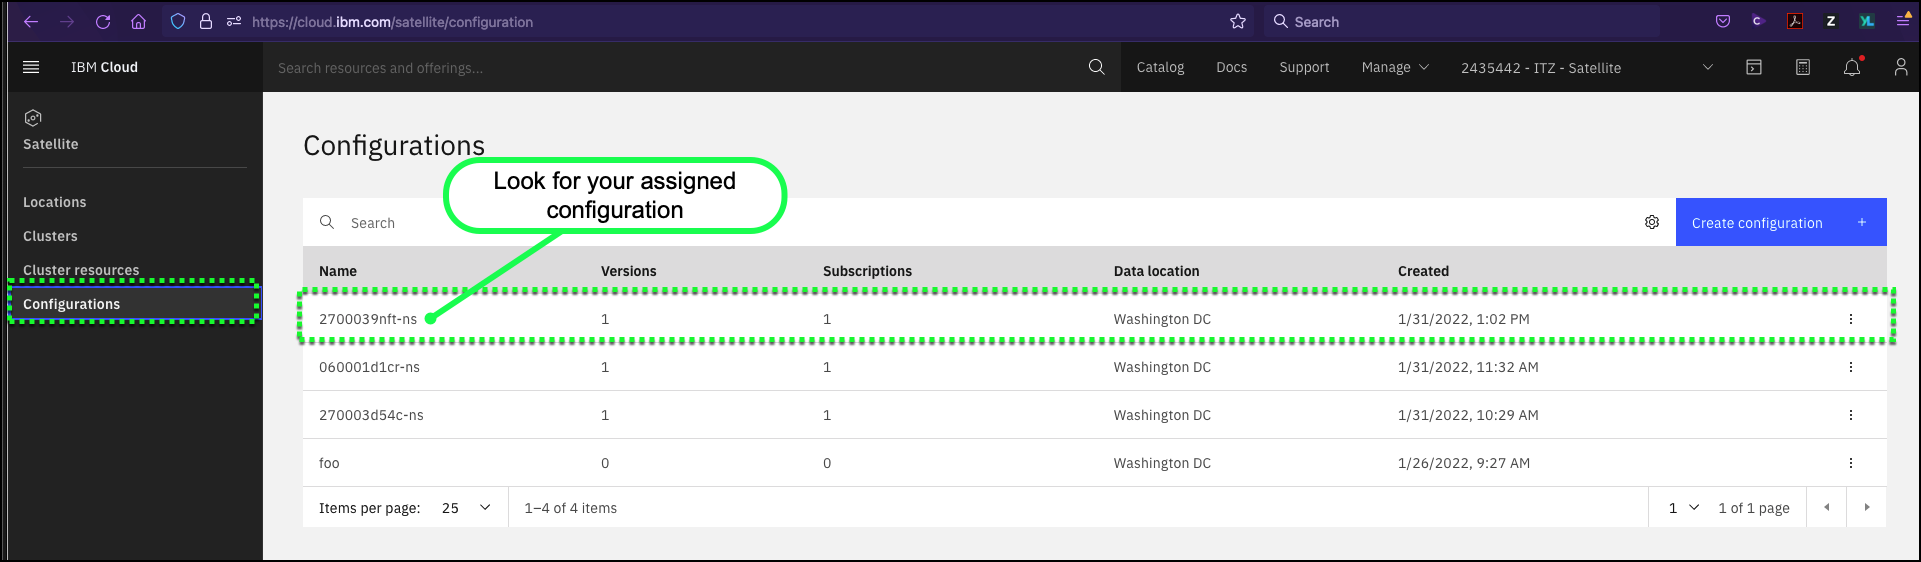 https://cloud.ibm.com/satellite/configuration
Search
IBM Cloud
Search resources and offerings...
Catalog
Docs
Support
Manage
2435442 - ITZ - Satellite
Satellite
Locations
Clusters
Cluster resources
Configurations
Configurations
Look for your assigned
configuration
Search
Create configuration +
Name Versions Subscriptions Data location Created
2700039nft-ns 1 1 Washington DC 1/31/2022, 1:02 PM
060001d1cr-ns 1 1 Washington DC 1/31/2022, 11:32 AM
270003d54c-ns 1 1 Washington DC 1/31/2022, 10:29 AM
foo 0 0 Washington DC 1/26/2022, 9:27 AM
Items per page: 25 1–4 of 4 items 1 1 of 1 page